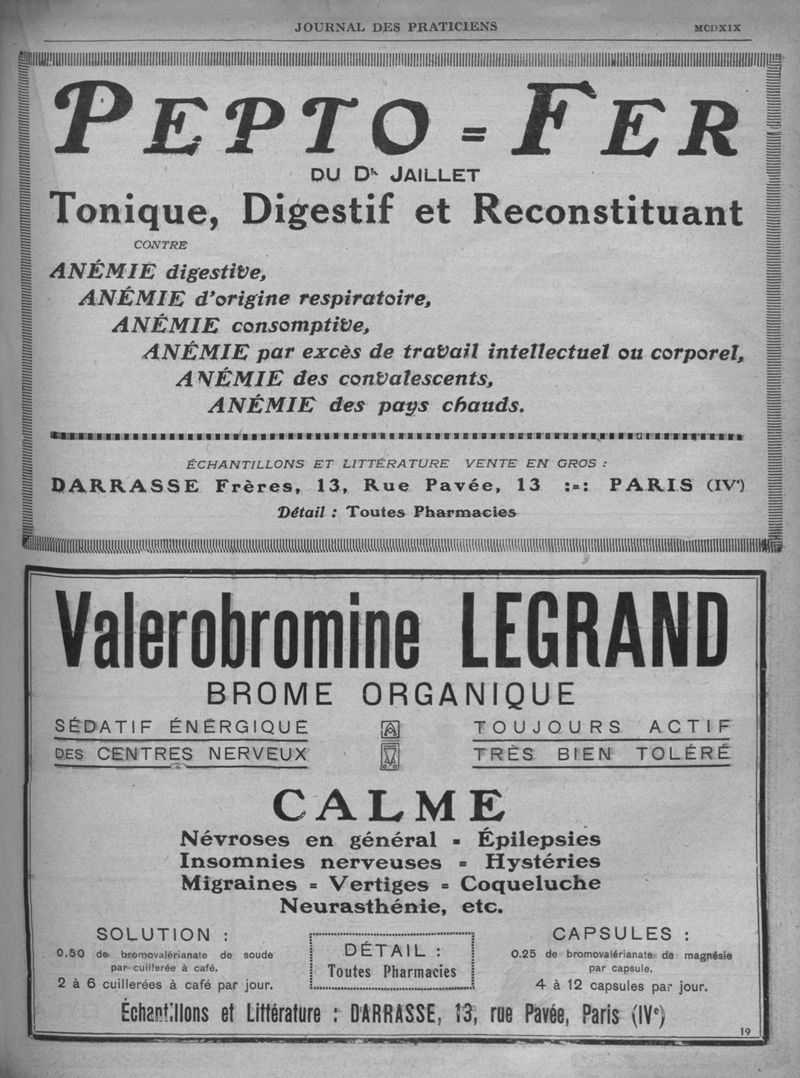 JOURNAL DES PRATICIENS
MCDXIX
PEPTO=FER
DU Dr JAILLET
Tonique, Digestif et Reconstituant
CONTRE
ANÉMIE digestive,
ANÉMIE d'origine respiratoire,
ANÉMIE consomptive,
ANÉMIE par excès de travail intellectuel ou corporel,
ANÉMIE des convalescents,
ANÉMIE des pays chauds.
ÉCHANTILLONS ET LITTÉRATURE VENTE EN GROS :
DARRASSE Frères, 13, Rue Pavée, 13 :=: PARIS (IVe)
Détail : Toutes Pharmacies
Valerobromine LEGRAND
BROME ORGANIQUE
SÉDATIF ÉNERGIQUE
DES CENTRES NERVEUX
TOUJOURS ACTIF
TRÈS BIEN TOLÉRÉ
CALME
Névroses en général = Épilepsies
Insomnies nerveuses = Hystéries
Migraines = Vertiges = Coqueluche
Neurasthénie, etc.
SOLUTION :
0.50 de bromovalérianate de soude
par cuillerée à café.
2 à 6 cuillerées à café par jour.
DÉTAIL :
Toutes Pharmacies
CAPSULES :
0.25 de bromovalérianate de magnésie
par capsule.
4 à 12 capsules par jour.
Échantillons et Littérature : DARRASSE, 13, rue Pavée, Paris (IVe)
19